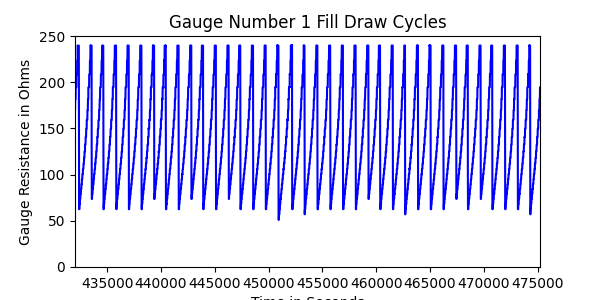 Gauge Number 1 Fill Draw Cycles
Gauge Resistance in Ohms
250
200
150
100
50
0
435000 440000 445000 450000 455000 460000 465000 470000 475000
Time in Seconds